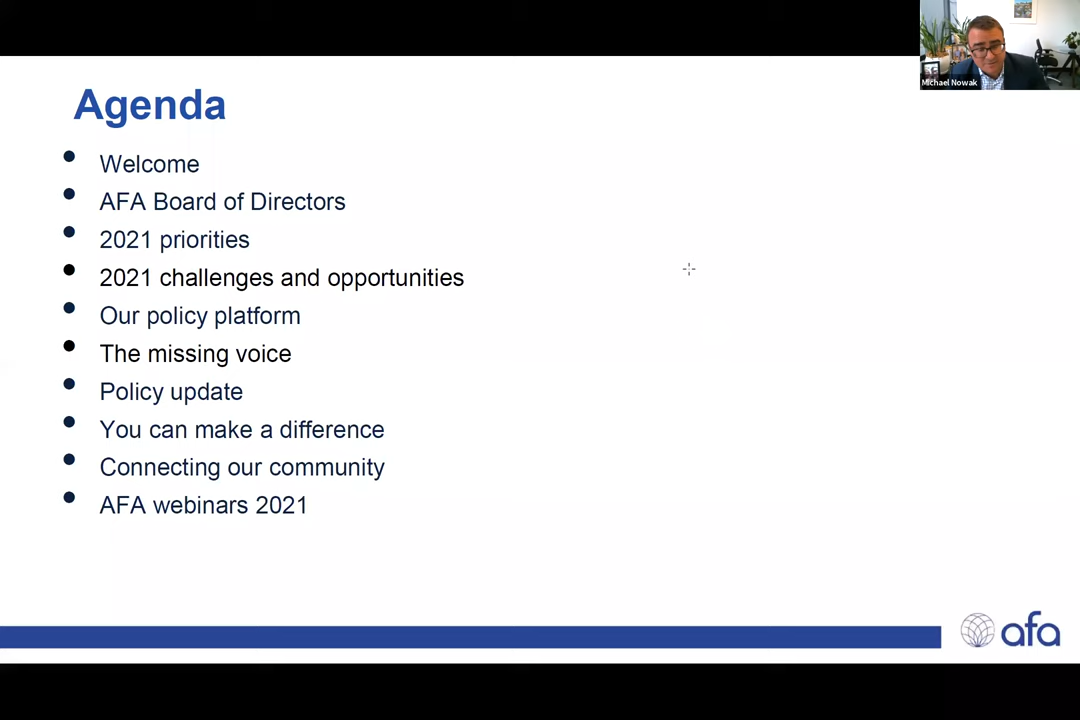 Michael Nowak
Agenda
Welcome
AFA Board of Directors
2021 priorities
2021 challenges and opportunities
Our policy platform
The missing voice
Policy update
You can make a difference
Connecting our community
AFA webinars 2021
afa